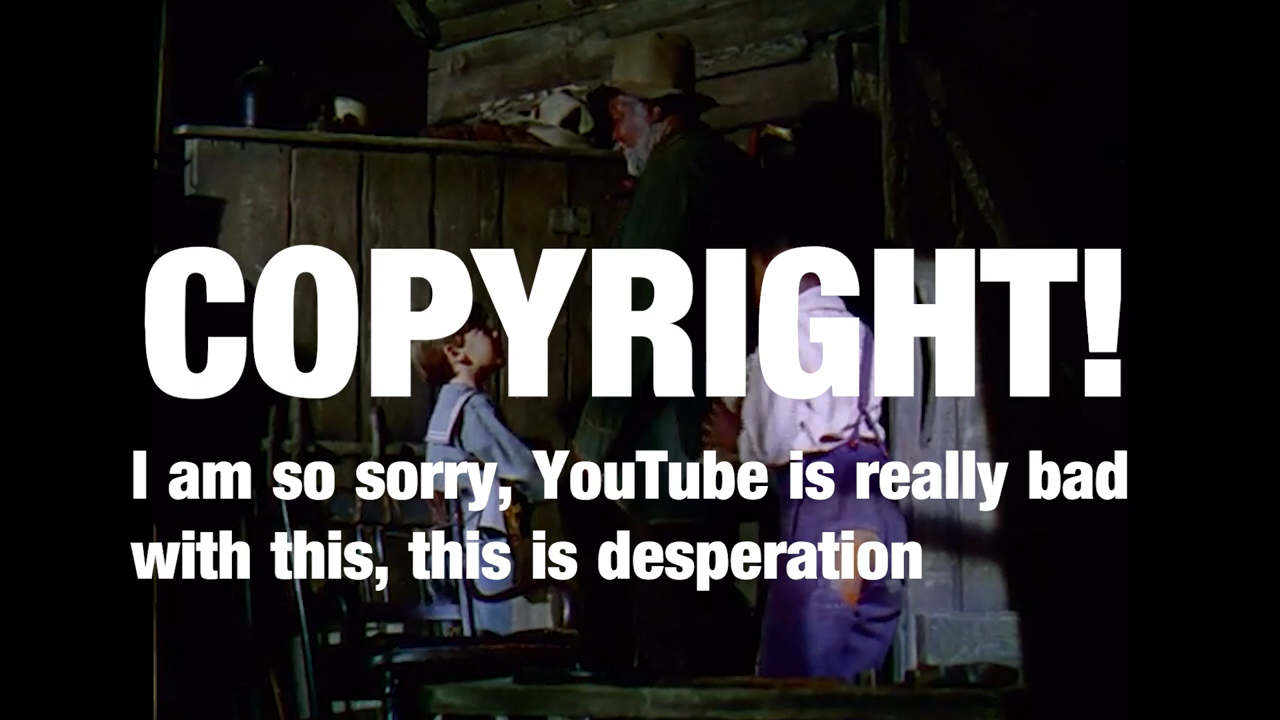 COPYRIGHT!
I am so sorry, YouTube is really bad
with this, this is desperation